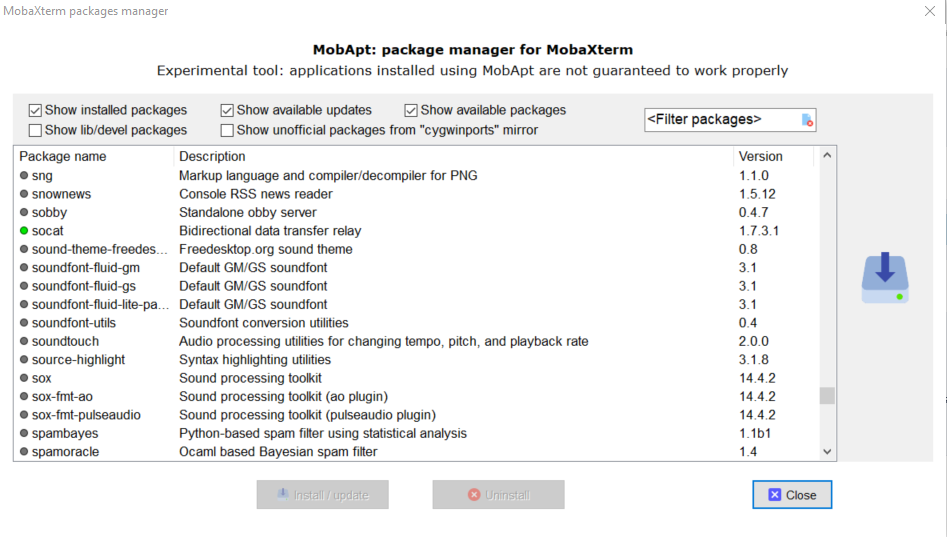 MobaXterm packages manager
MobApt: package manager for MobaXterm
Experimental tool: applications installed using MobApt are not guaranteed to work properly
Show installed packages Show available updates Show available packages
<Filter packages>
Show lib/devel packages Show unofficial packages from "cygwinports" mirror
Package name Description Version
sng Markup language and compiler/decompiler for PNG 1.1.0
snownews Console RSS news reader 1.5.12
sobby Standalone obby server 0.4.7
socat Bidirectional data transfer relay 1.7.3.1
sound-theme-freedes... Freedesktop.org sound theme 0.8
soundfont-fluid-gm Default GM/GS soundfont 3.1
soundfont-fluid-gs Default GM/GS soundfont 3.1
soundfont-fluid-lite-pa... Default GM/GS soundfont 3.1
soundfont-utils Soundfont conversion utilities 0.4
soundtouch Audio processing utilities for changing tempo, pitch, and playback rate 2.0.0
source-highlight Syntax highlighting utilities 3.1.8
sox Sound processing toolkit 14.4.2
sox-fmt-ao Sound processing toolkit (ao plugin) 14.4.2
sox-fmt-pulseaudio Sound processing toolkit (pulseaudio plugin) 14.4.2
spambayes Python-based spam filter using statistical analysis 1.1b1
spamoracle Ocaml based Bayesian spam filter 1.4
Install / update Uninstall Close